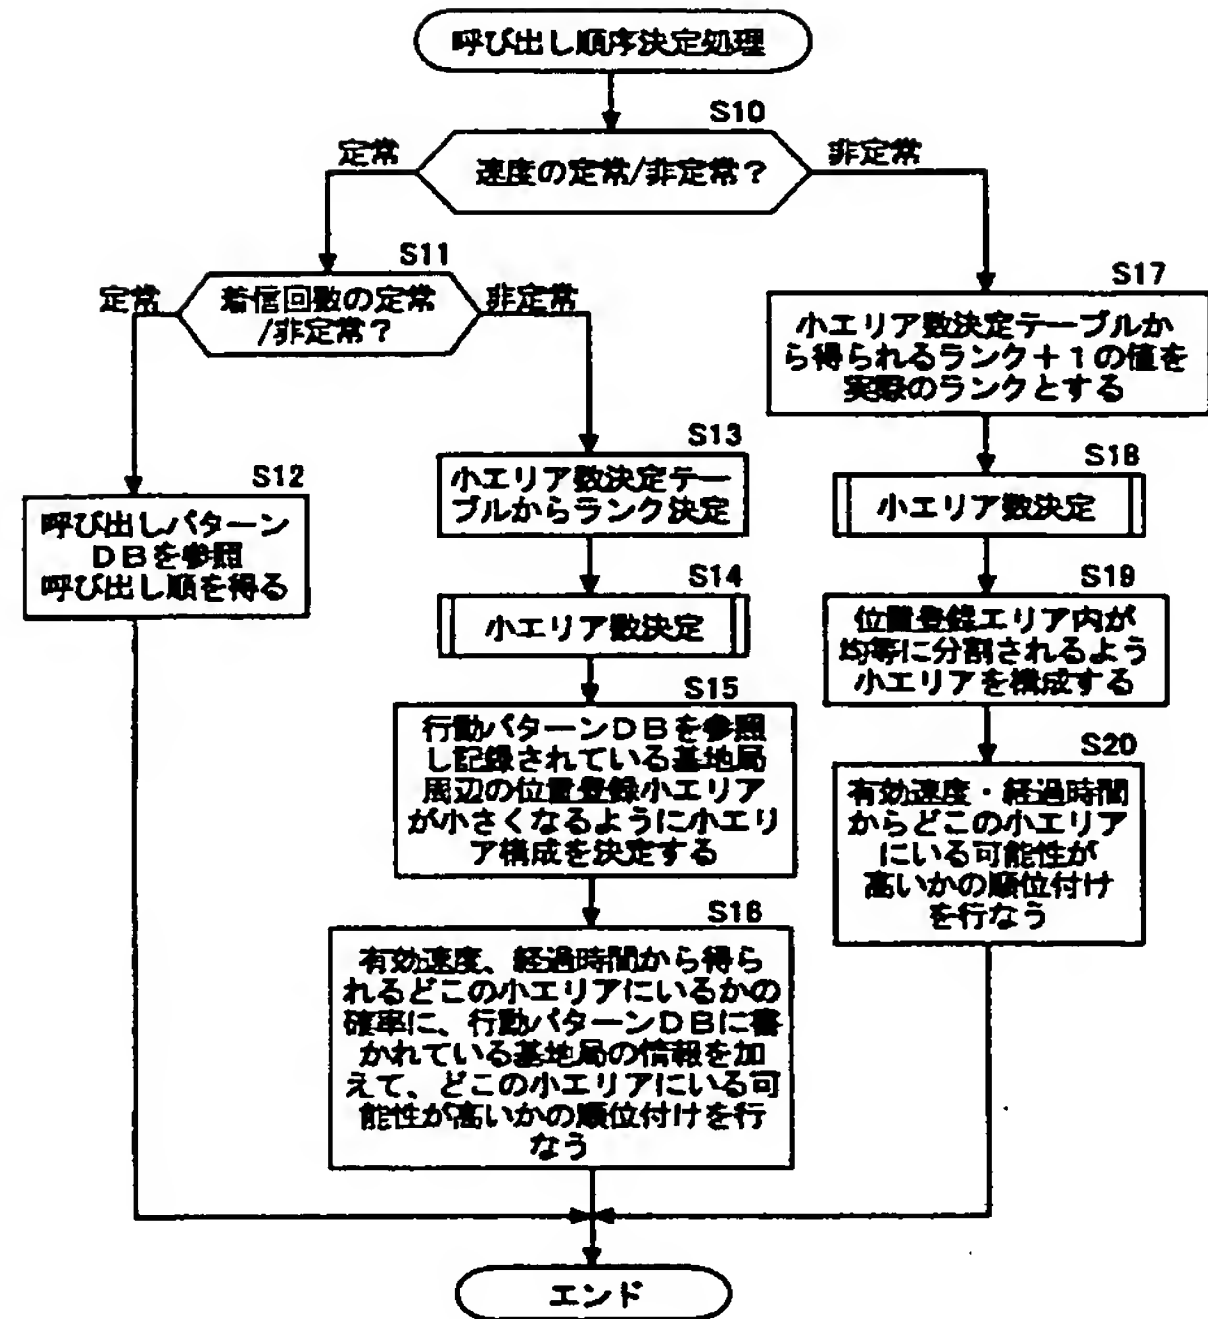 呼び出し順序決定処理
S10
定常
速度の定常/非定常？
非定常
S11
定常
着信回数の定常
/非定常？
非定常
S12
呼び出しパターン
ＤＢを参照
呼び出し順を得る
S13
小エリア数決定テー
ブルからランク決定
S14
小エリア数決定
S15
行動パターンＤＢを参照
し記録されている基地局
周辺の位置登録小エリア
が小さくなるように小エリ
ア構成を決定する
S16
有効速度、経過時間から得ら
れるどこの小エリアにいるかの
確率に、行動パターンＤＢに書
かれている基地局の情報を加
えて、どこの小エリアにいる可
能性が高いかの順位付けを行
なう
S17
小エリア数決定テーブルか
ら得られるランク＋１の値を
実際のランクとする
S18
小エリア数決定
S19
位置登録エリア内が
均等に分割されるよう
小エリアを構成する
S20
有効速度・経過時間
からどこの小エリア
にいる可能性が
高いかの順位付け
を行なう
エンド